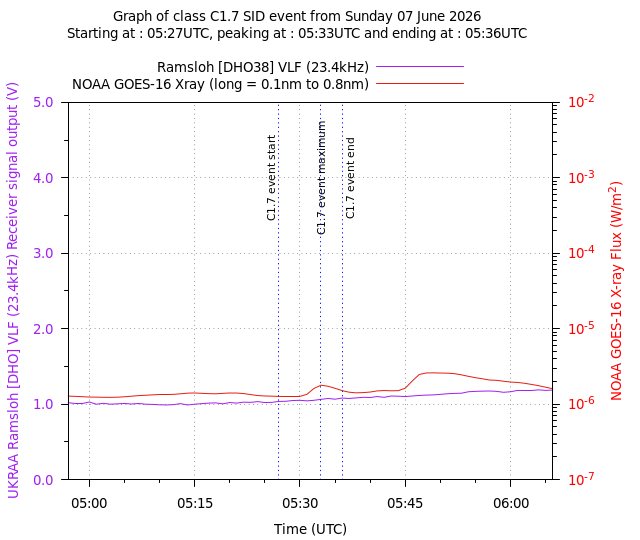 Graph of class C1.7 SID event from Sunday 07 June 2026
Starting at : 05:27UTC, peaking at : 05:33UTC and ending at : 05:36UTC
Ramsloh [DHO38] VLF (23.4kHz)
NOAA GOES-16 Xray (long = 0.1nm to 0.8nm)
UKRAA Ramsloh [DHO] VLF (23.4kHz) Receiver signal output (V)
5.0
4.0
3.0
2.0
1.0
0.0
C1.7 event start
C1.7 event maximum
C1.7 event end
10-2
10-3
10-4
10-5
10-6
10-7
NOAA GOES-16 X-ray Flux (W/m2)
05:00 05:15 05:30 05:45 06:00
Time (UTC)